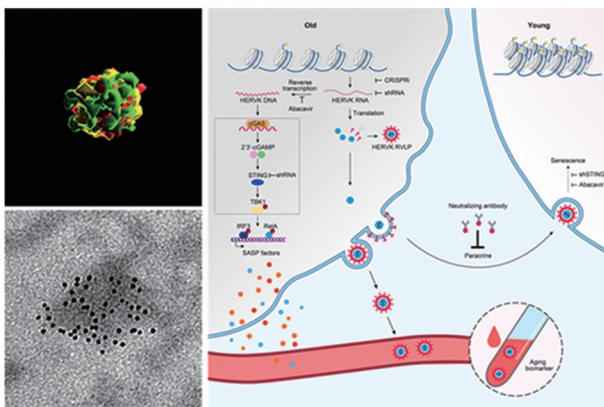 Old
Young
CRISPRi
Reverse
transcription
shRNA
HERVK DNA
HERVK RNA
Abacavir
Translation
cGAS
2'3'-cGAMP
HERVK RVLP
STING
shRNA
TBK1
IRF3
RelA
SASP factors
Senescence
shSTING
Abacavir
Neutralizing antibody
Paracrine
Aging
biomarker